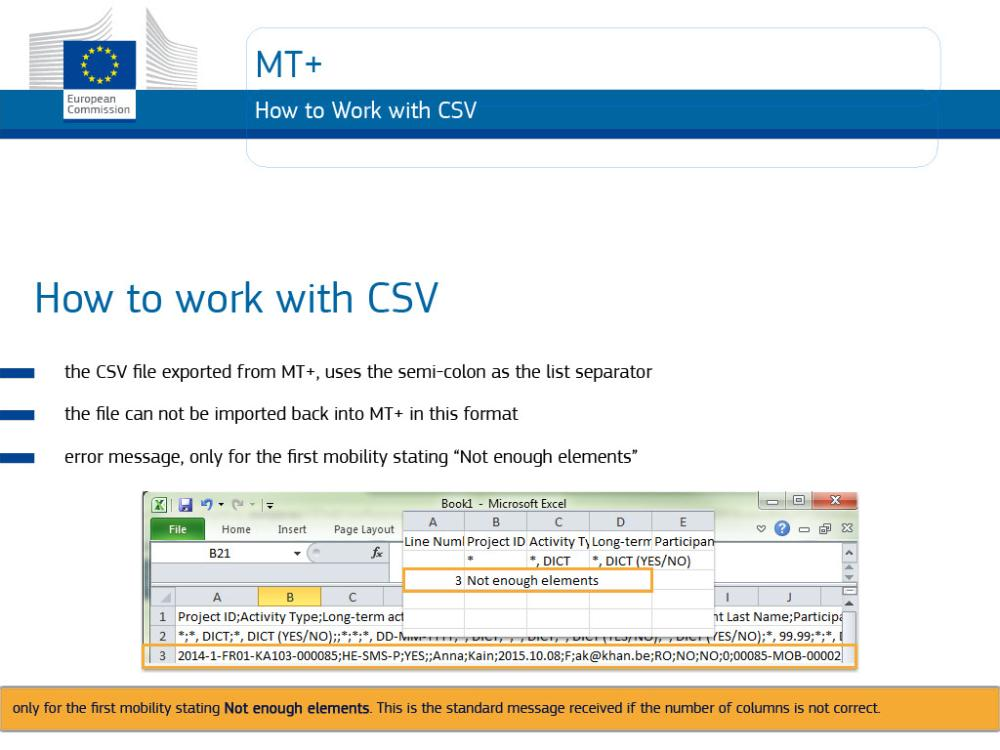 European
Commission
MT+
How to Work with CSV
How to work with CSV
the CSV file exported from MT+, uses the semi-colon as the list separator
the file can not be imported back into MT+ in this format
error message, only for the first mobility stating “Not enough elements”
Book1 - Microsoft Excel
File Home Insert Page Layout
B21 fx
A B C D E
Line Num Project ID Activity Ty Long-term Participan
* *, DICT *, DICT (YES/NO)
3 Not enough elements
A B C I J
1 Project ID;Activity Type;Long-term act nt Last Name;Participa
2 *;*, DICT;*, DICT (YES/NO);;*;*;*, DD-MM-YYYY; (YES/NO);*, 99.99;*;*, D
3 2014-1-FR01-KA103-000085;HE-SMS-P;YES;;Anna;Kain;2015.10.08;F;ak@khan.be;RO;NO;NO;0;00085-MOB-00002
only for the first mobility stating Not enough elements. This is the standard message received if the number of columns is not correct.